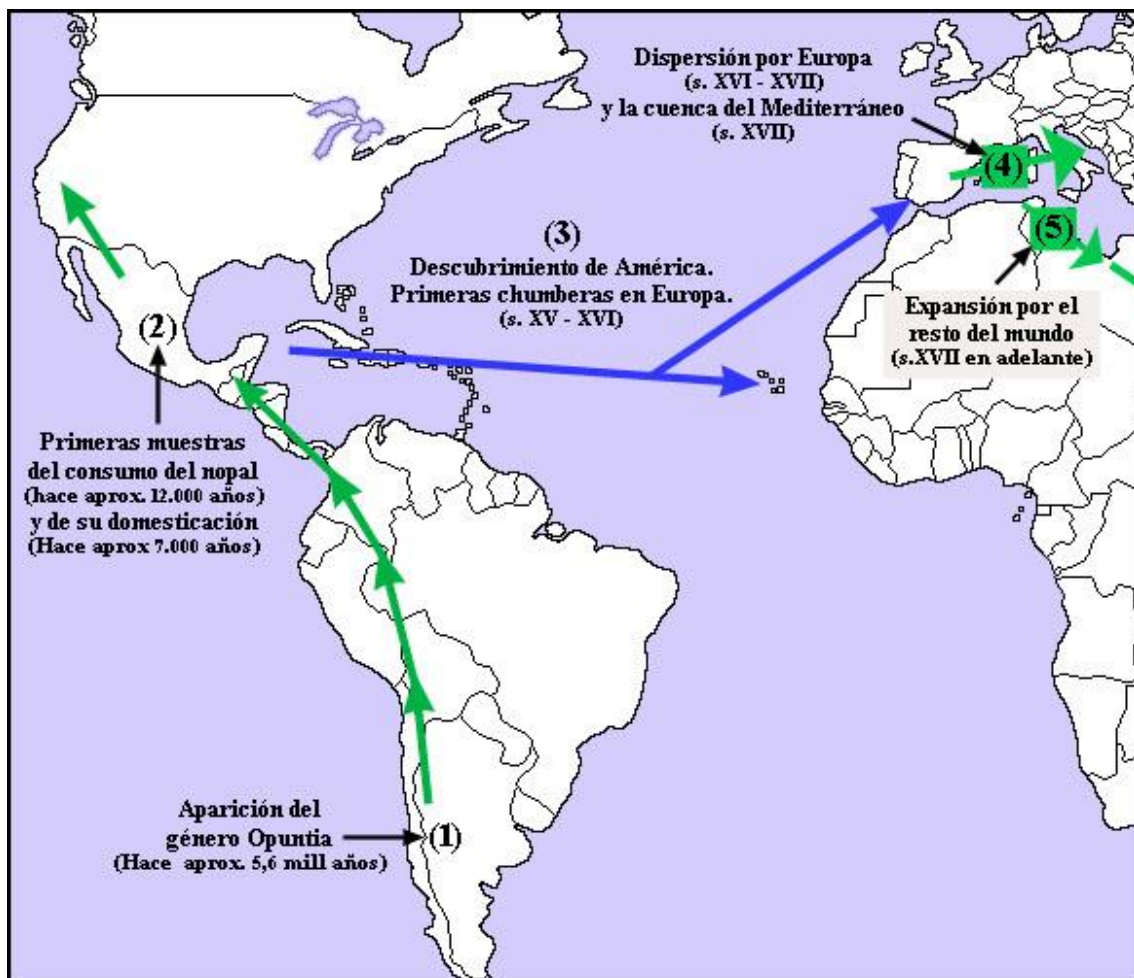 Dispersión por Europa
(s. XVI - XVII)
y la cuenca del Mediterráneo
(s. XVII)
(4)
(5)
(3)
Descubrimiento de América.
Primeras chumberas en Europa.
(s. XV - XVI)
Expansión por el
resto del mundo
(s.XVII en adelante)
(2)
Primeras muestras
del consumo del nopal
(hace aprox. 12.000 años)
y de su domesticación
(Hace aprox 7.000 años)
Aparición del
género Opuntia
(Hace aprox. 5,6 mill años)
(1)